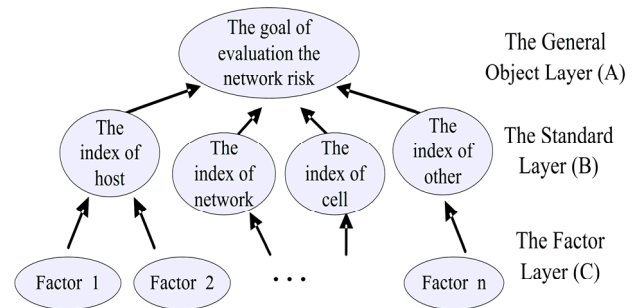 The goal of
evaluation the
network risk
The General
Object Layer (A)
The
index of
host
The
index of
network
The
index of
cell
The
index of
other
The Standard
Layer (B)
Factor 1
Factor 2
...
Factor n
The Factor
Layer (C)